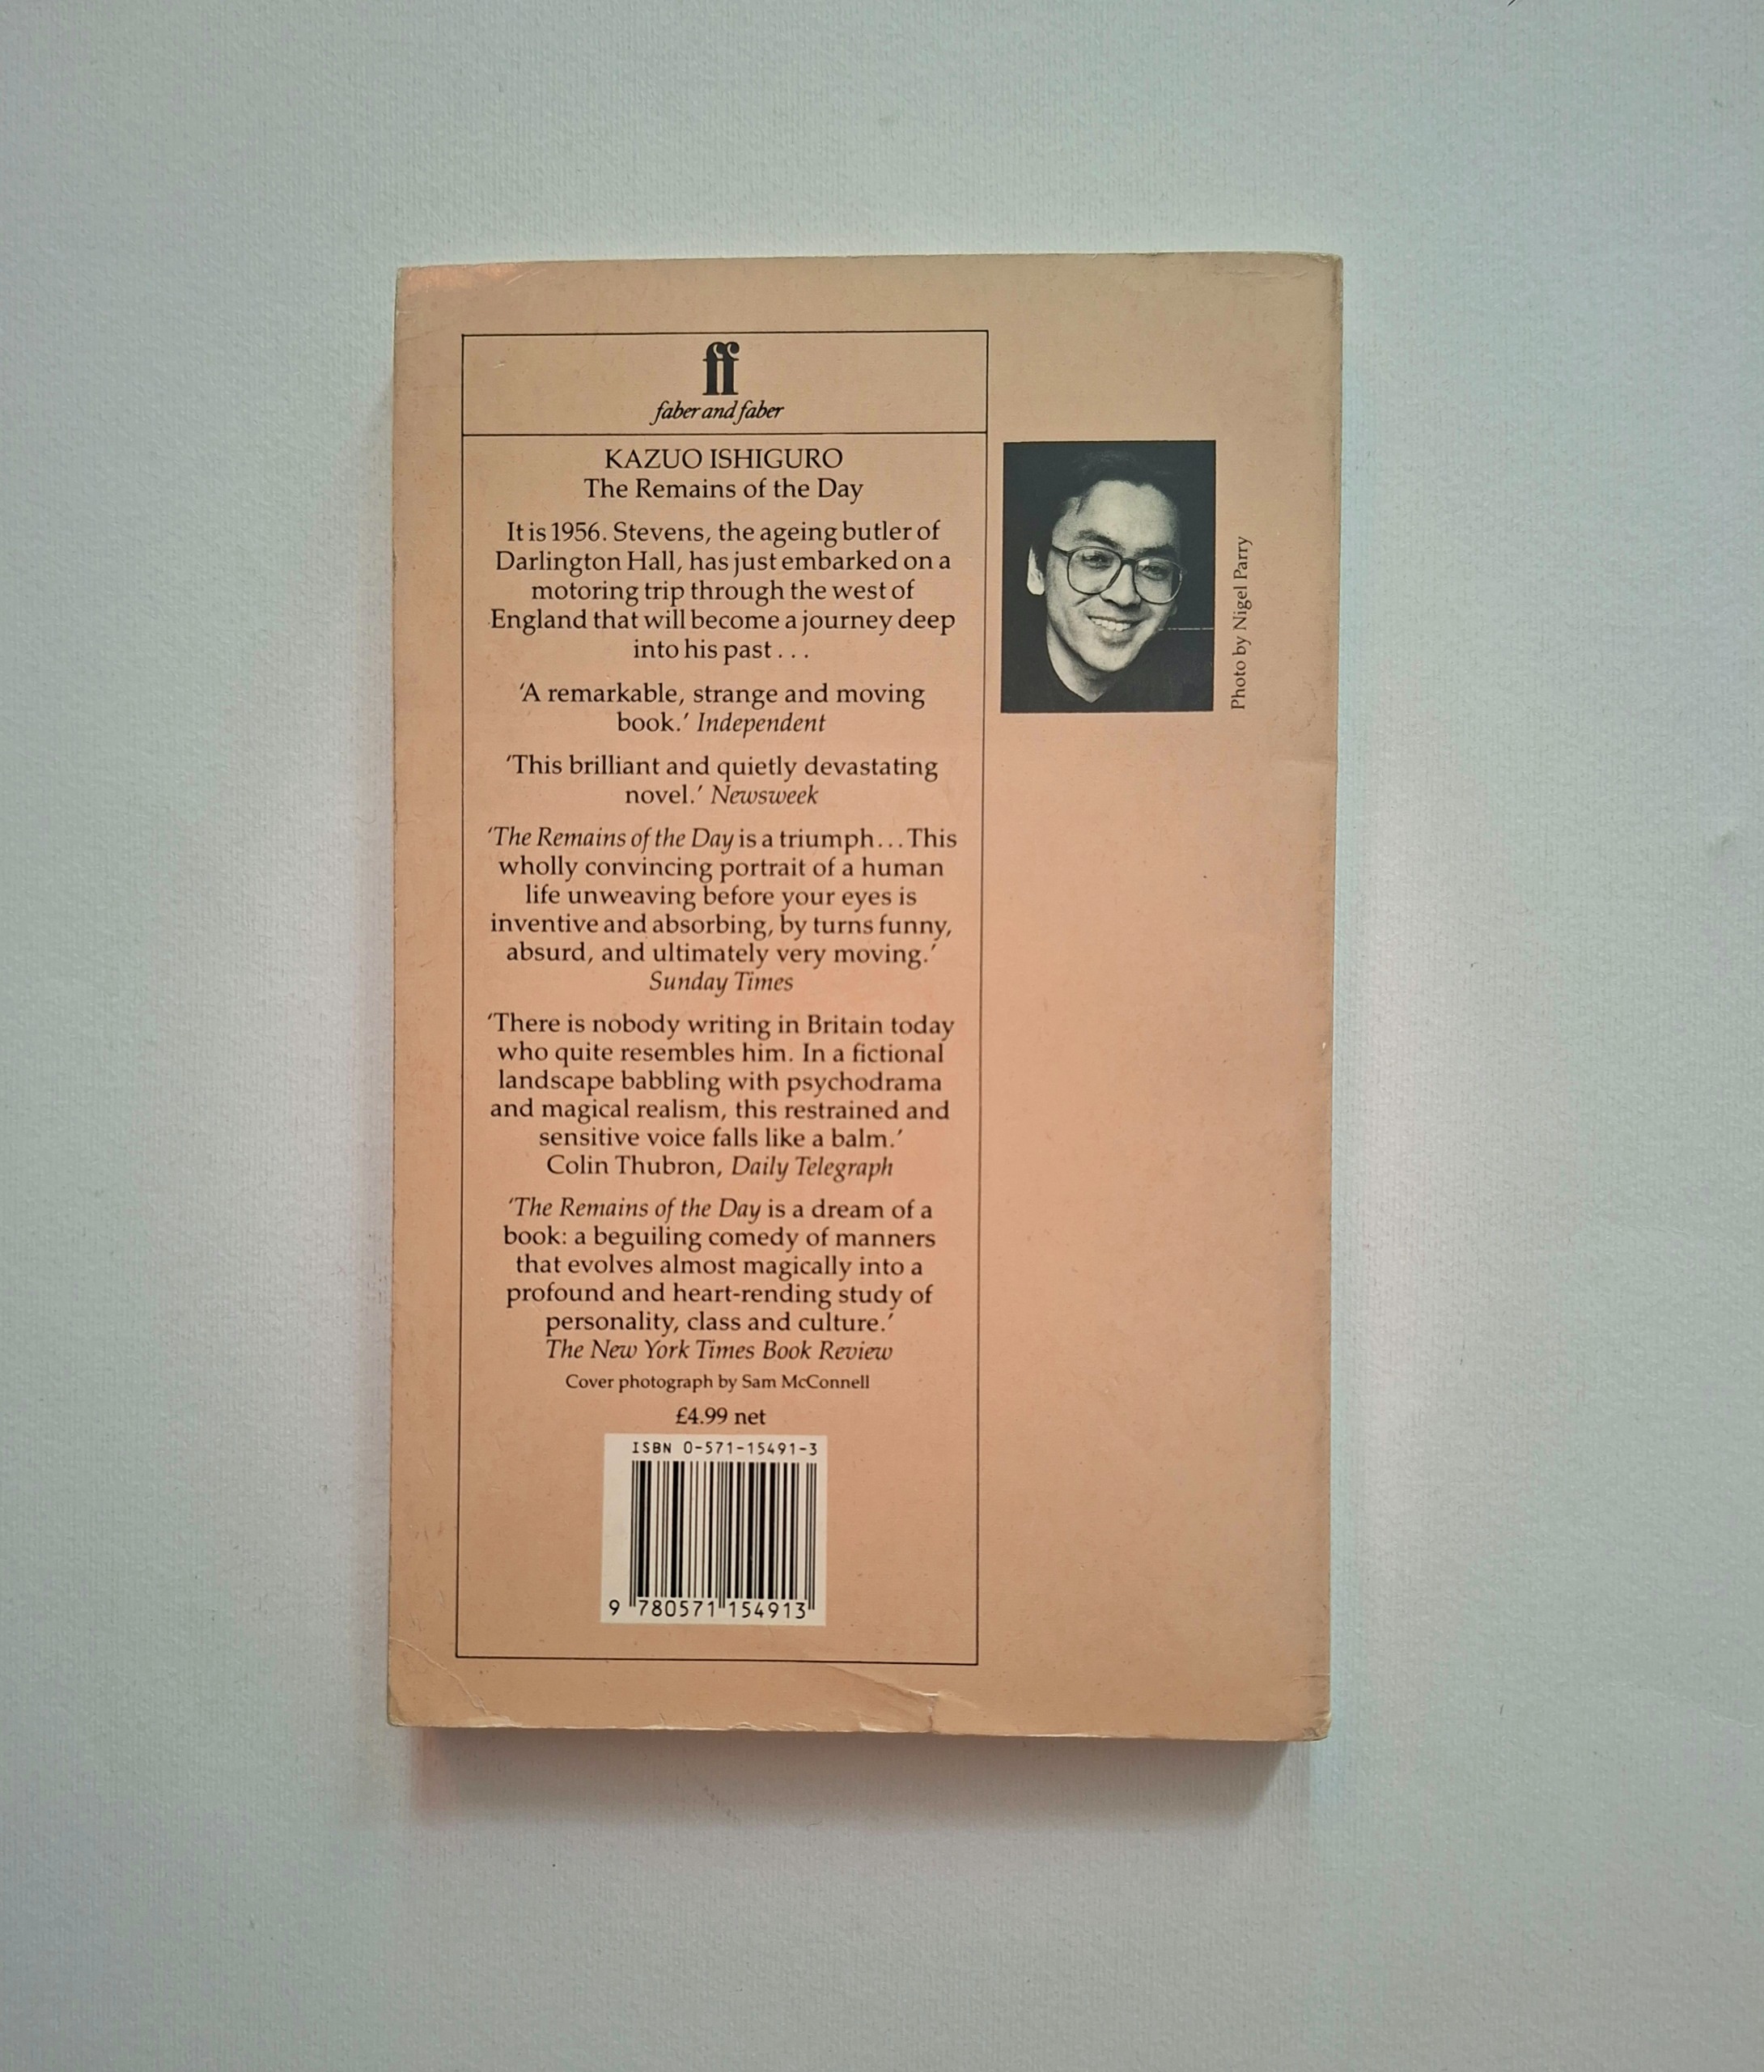 ff
faber and faber
KAZUO ISHIGURO
The Remains of the Day
It is 1956. Stevens, the ageing butler of
Darlington Hall, has just embarked on a
motoring trip through the west of
England that will become a journey deep
into his past . . .
‘A remarkable, strange and moving
book.’ Independent
‘This brilliant and quietly devastating
novel.’ Newsweek
‘The Remains of the Day is a triumph . . . This
wholly convincing portrait of a human
life unweaving before your eyes is
inventive and absorbing, by turns funny,
absurd, and ultimately very moving.’
Sunday Times
‘There is nobody writing in Britain today
who quite resembles him. In a fictional
landscape babbling with psychodrama
and magical realism, this restrained and
sensitive voice falls like a balm.’
Colin Thubron, Daily Telegraph
‘The Remains of the Day is a dream of a
book: a beguiling comedy of manners
that evolves almost magically into a
profound and heart-rending study of
personality, class and culture.’
The New York Times Book Review
Cover photograph by Sam McConnell
£4.99 net
ISBN 0-571-15491-3
9 780571 154913
Photo by Nigel Parry